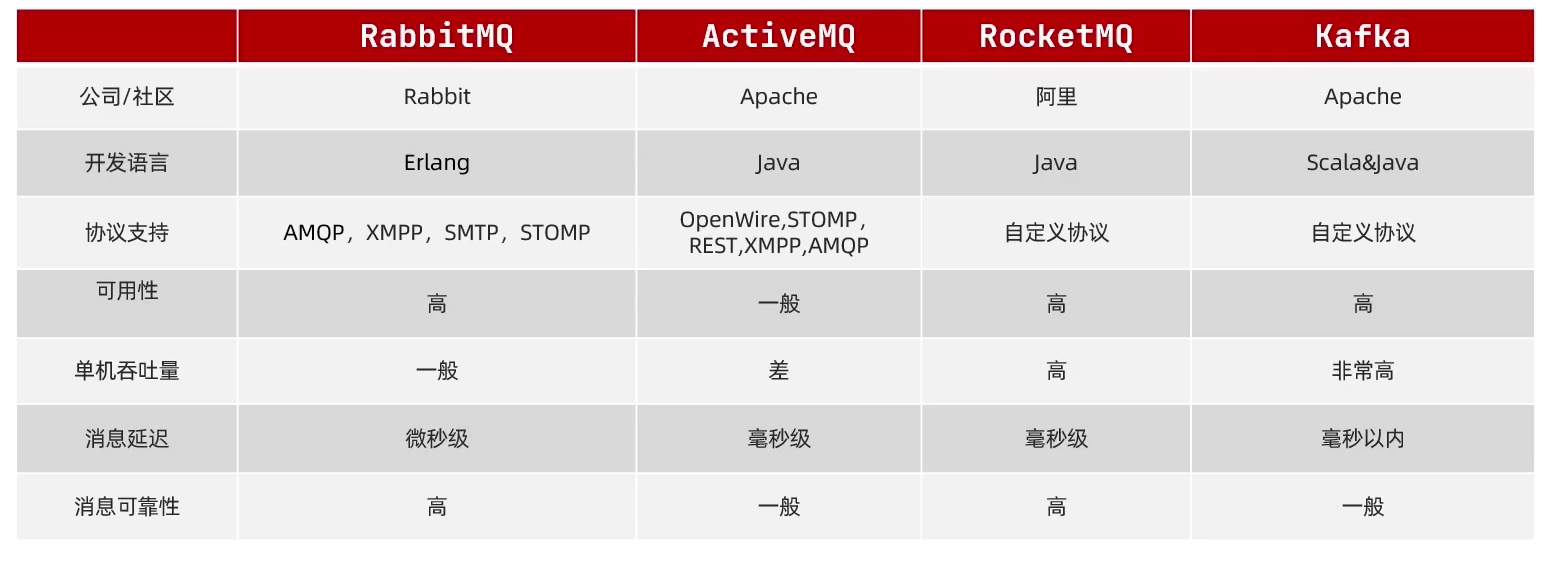 RabbitMQ ActiveMQ RocketMQ Kafka
公司/社区 Rabbit Apache 阿里 Apache
开发语言 Erlang Java Java Scala&Java
协议支持 AMQP，XMPP，SMTP，STOMP OpenWire,STOMP, REST,XMPP,AMQP 自定义协议 自定义协议
可用性 高 一般 高 高
单机吞吐量 一般 差 高 非常高
消息延迟 微秒级 毫秒级 毫秒级 毫秒以内
消息可靠性 高 一般 高 一般